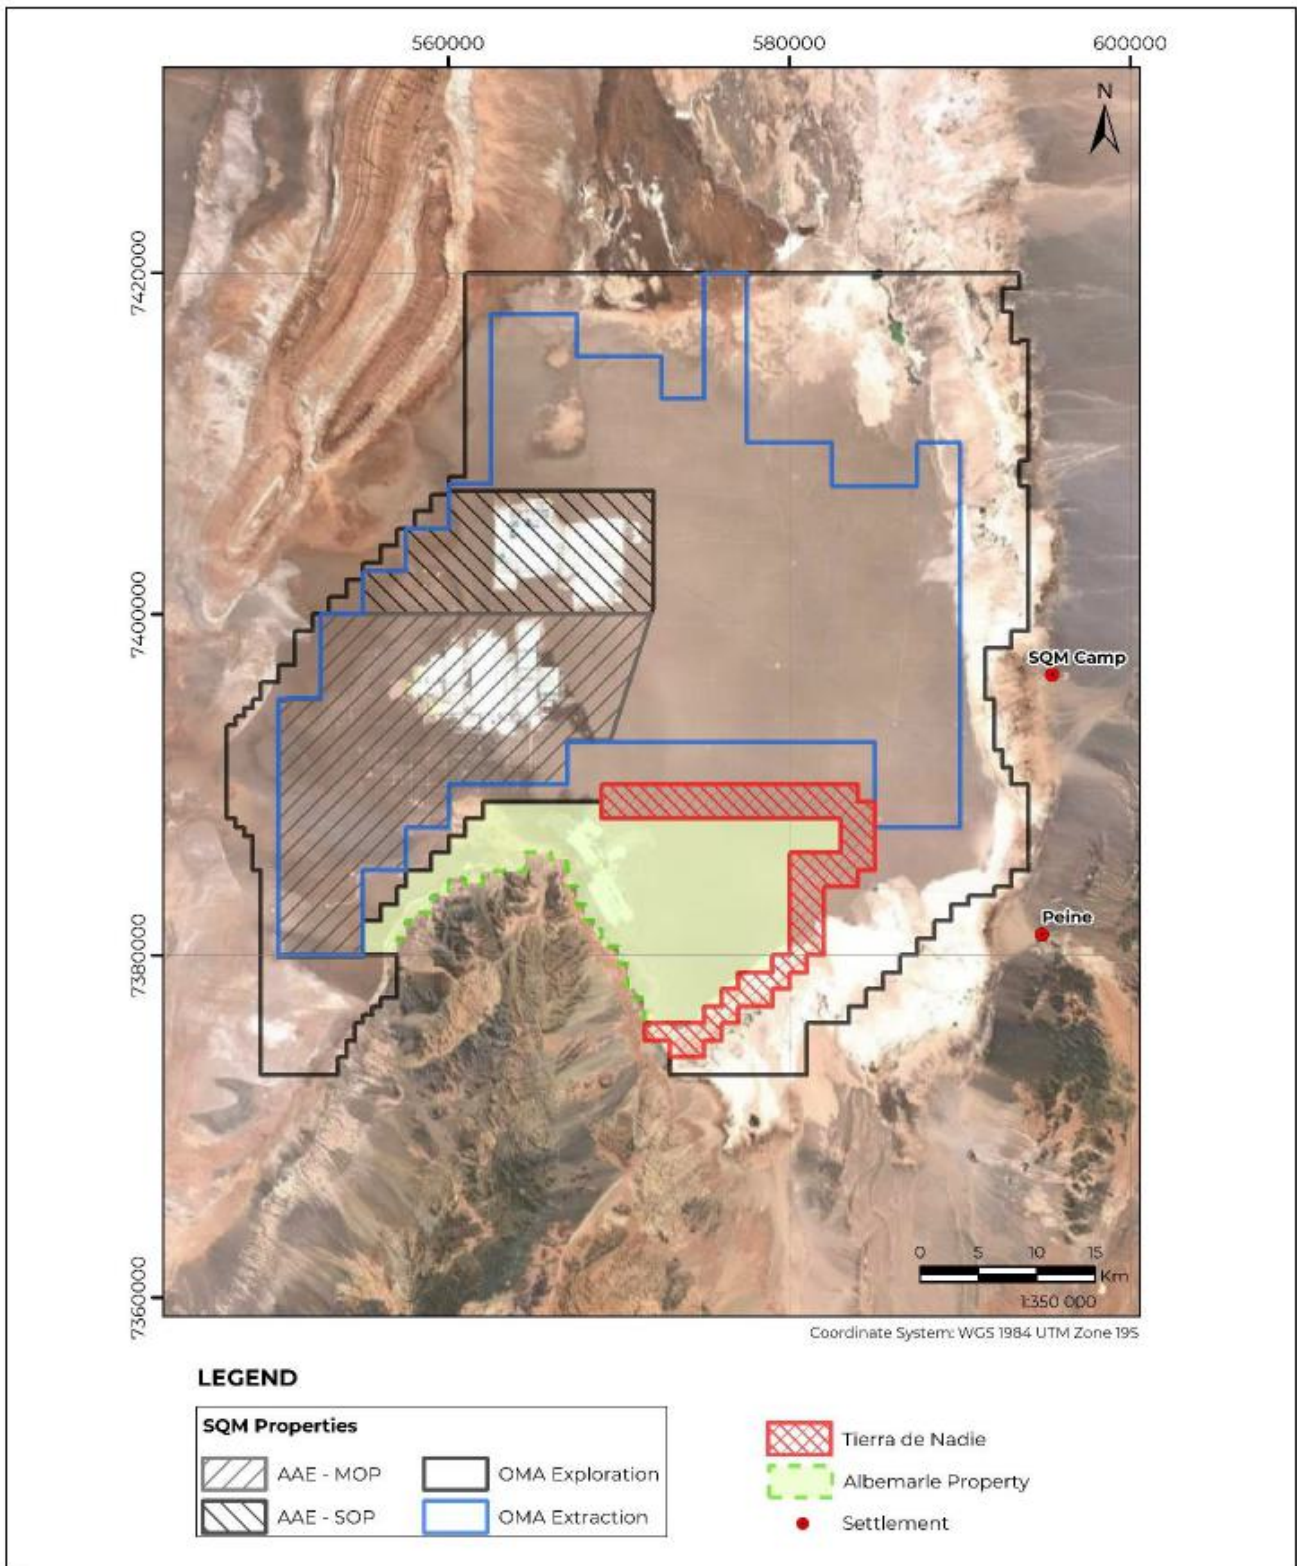 560000
580000
600000
N
7420000
7400000
SQM Camp
Peine
7380000
0 5 10 15
Km
1:350 000
7360000
Coordinate System: WGS 1984 UTM Zone 19S
LEGEND
SQM Properties
AAE - MOP
OMA Exploration
AAE - SOP
OMA Extraction
Tierra de Nadie
Albemarle Property
Settlement